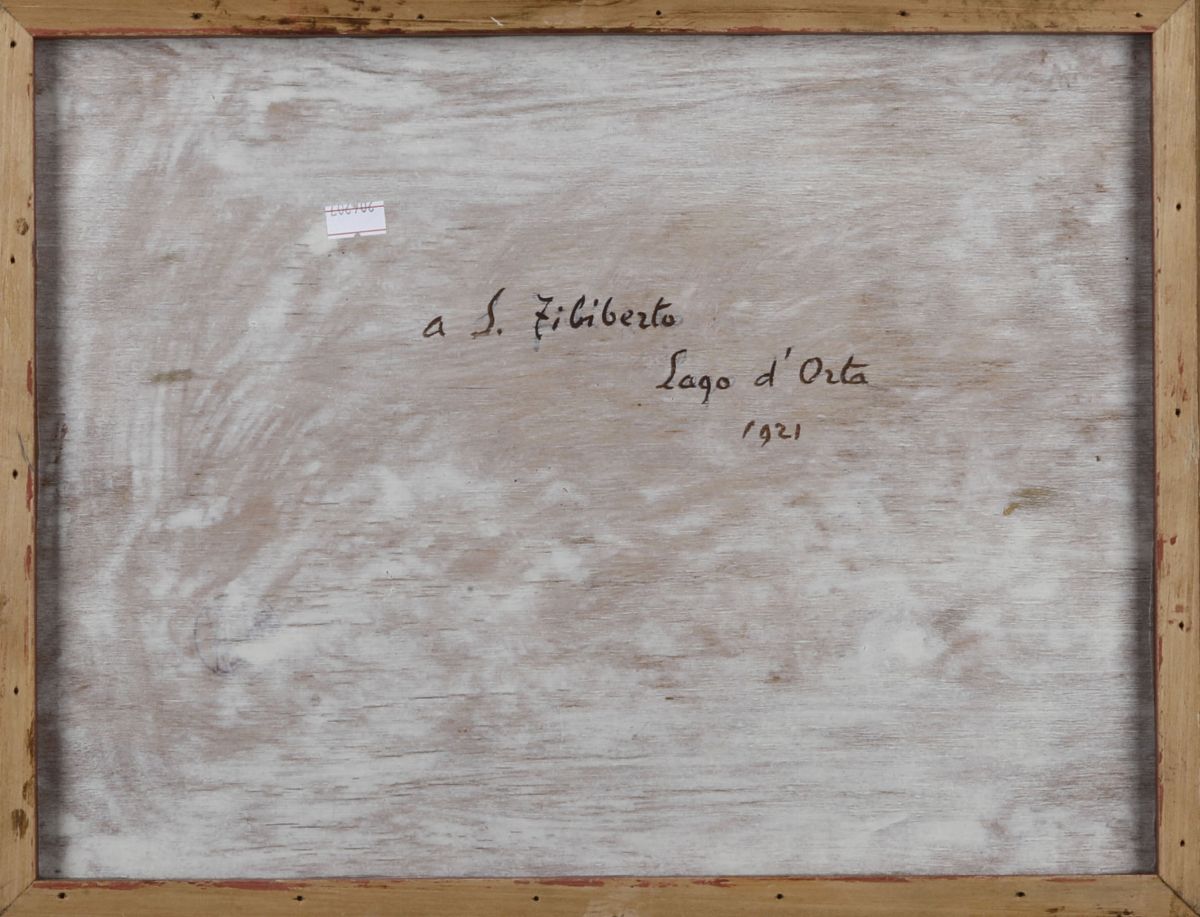 a S. Filiberto
Lago d'Orta
1921